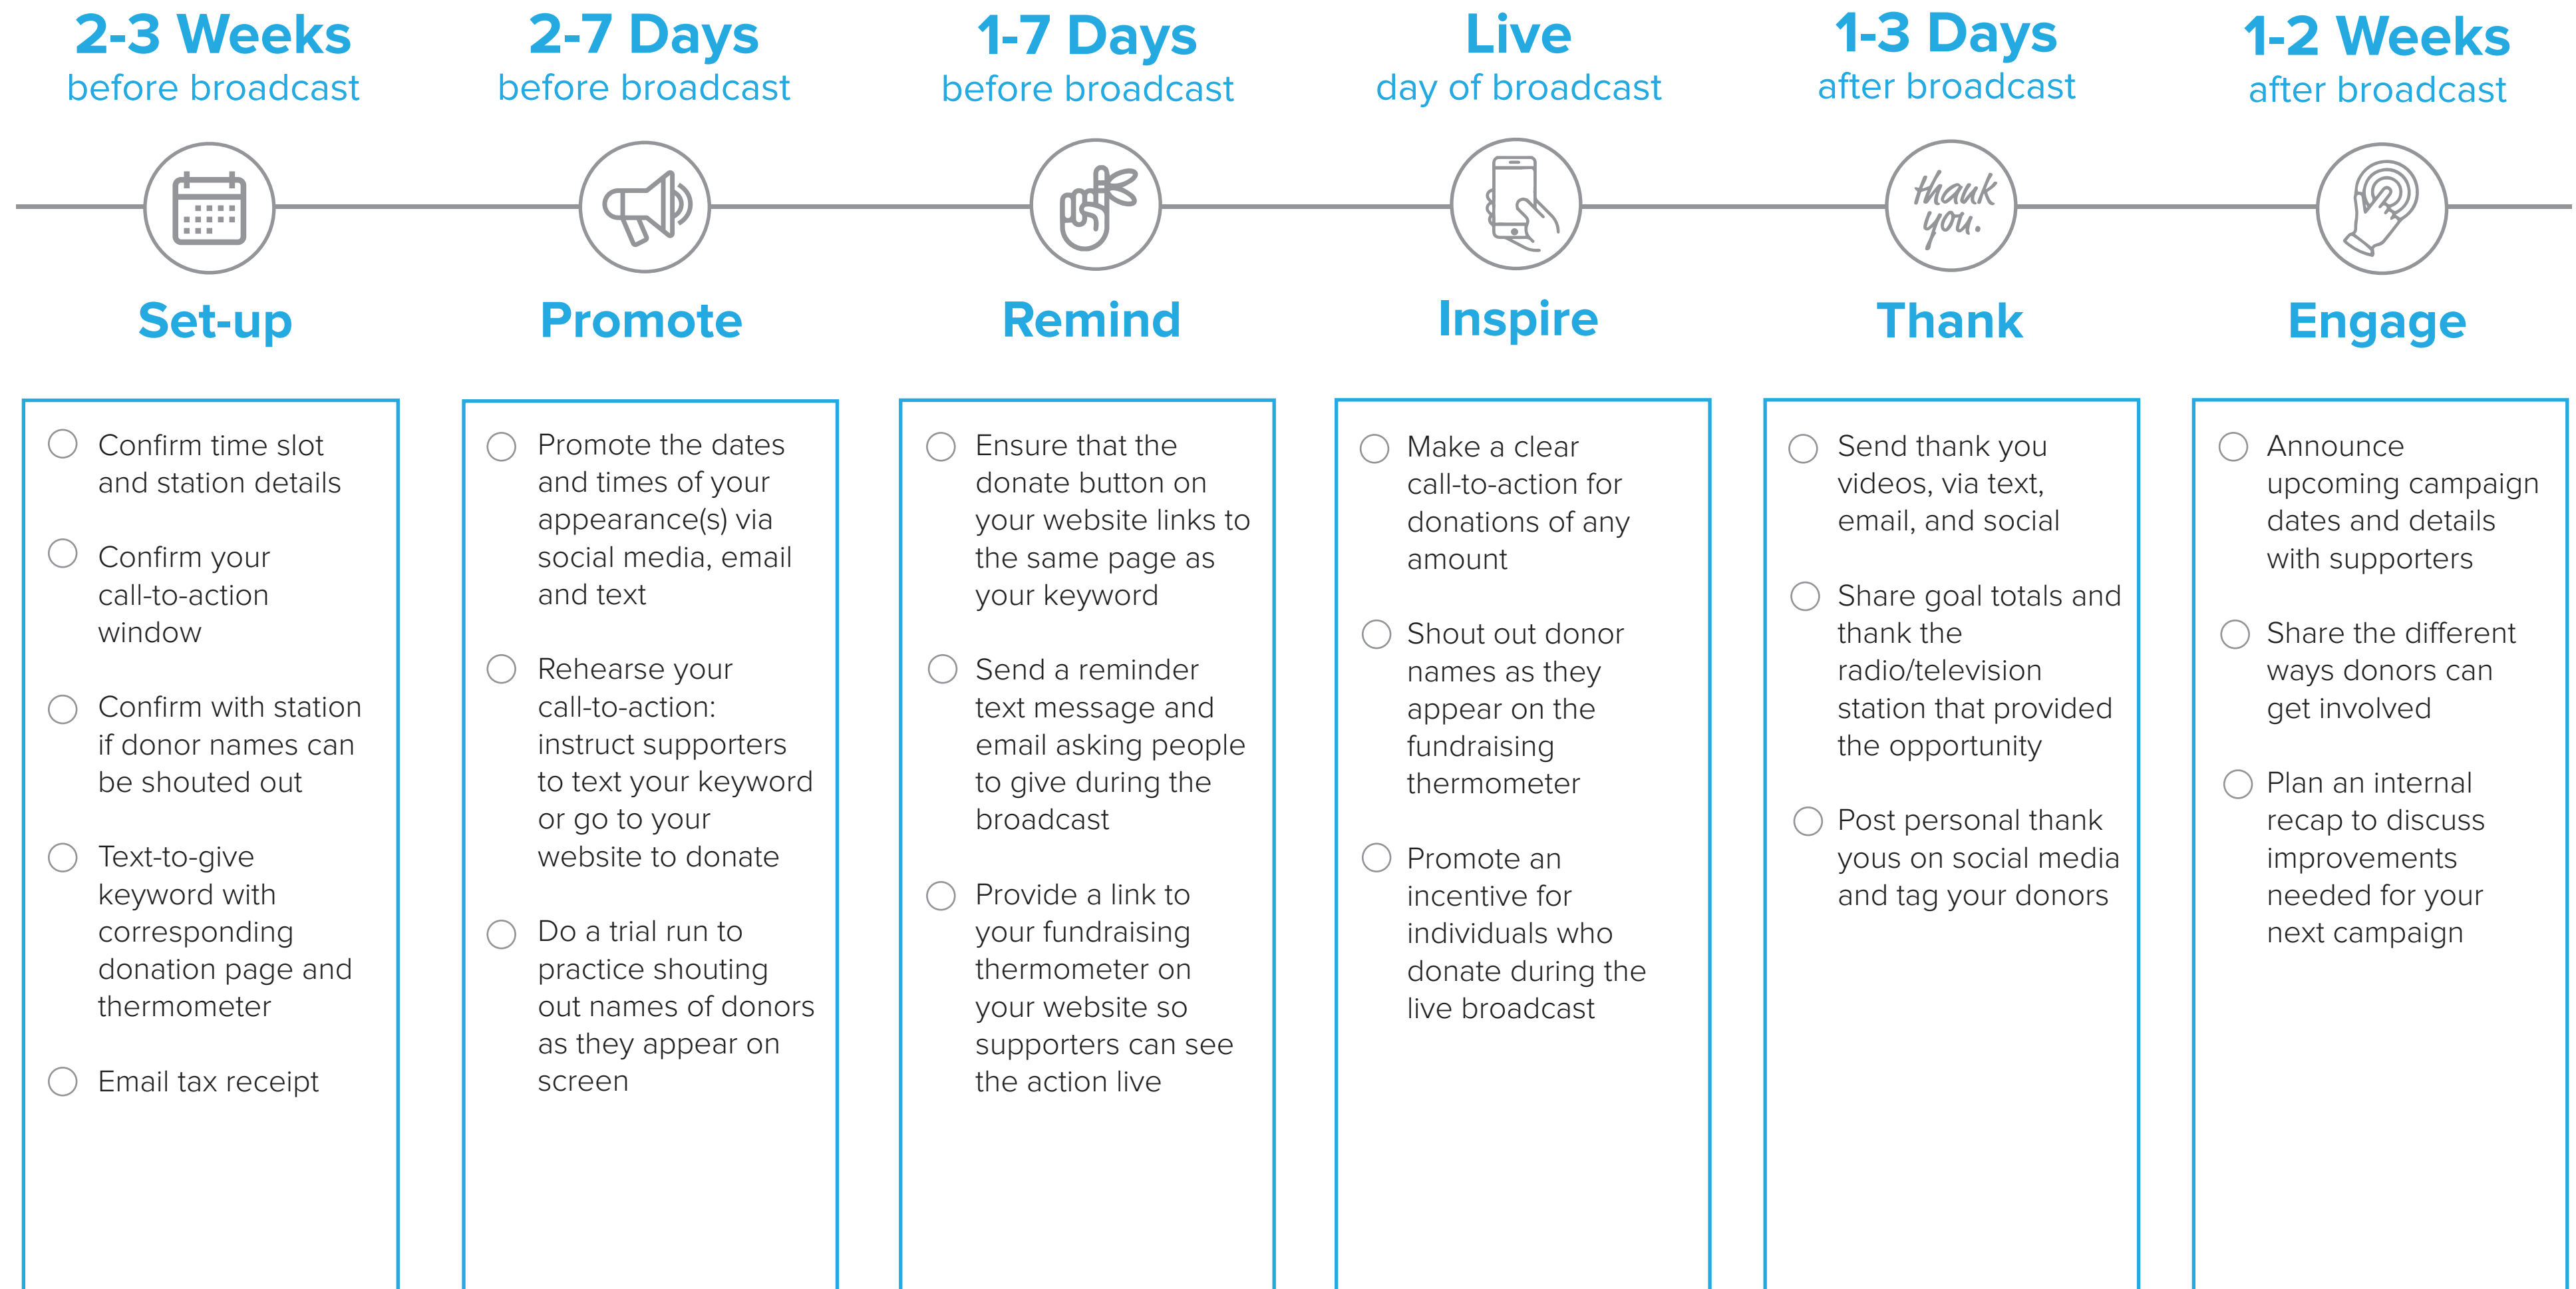 2-3 Weeks
before broadcast
2-7 Days
before broadcast
1-7 Days
before broadcast
Live
day of broadcast
1-3 Days
after broadcast
1-2 Weeks
after broadcast
thank
you.
Set-up
Promote
Remind
Inspire
Thank
Engage
Confirm time slot
and station details
Confirm your
call-to-action
window
Confirm with station
if donor names can
be shouted out
Text-to-give
keyword with
corresponding
donation page and
thermometer
Email tax receipt
Promote the dates
and times of your
appearance(s) via
social media, email
and text
Rehearse your
call-to-action:
instruct supporters
to text your keyword
or go to your
website to donate
Do a trial run to
practice shouting
out names of donors
as they appear on
screen
Ensure that the
donate button on
your website links to
the same page as
your keyword
Send a reminder
text message and
email asking people
to give during the
broadcast
Provide a link to
your fundraising
thermometer on
your website so
supporters can see
the action live
Make a clear
call-to-action for
donations of any
amount
Shout out donor
names as they
appear on the
fundraising
thermometer
Promote an
incentive for
individuals who
donate during the
live broadcast
Send thank you
videos, via text,
email, and social
Share goal totals and
thank the
radio/television
station that provided
the opportunity
Post personal thank
yous on social media
and tag your donors
Announce
upcoming campaign
dates and details
with supporters
Share the different
ways donors can
get involved
Plan an internal
recap to discuss
improvements
needed for your
next campaign